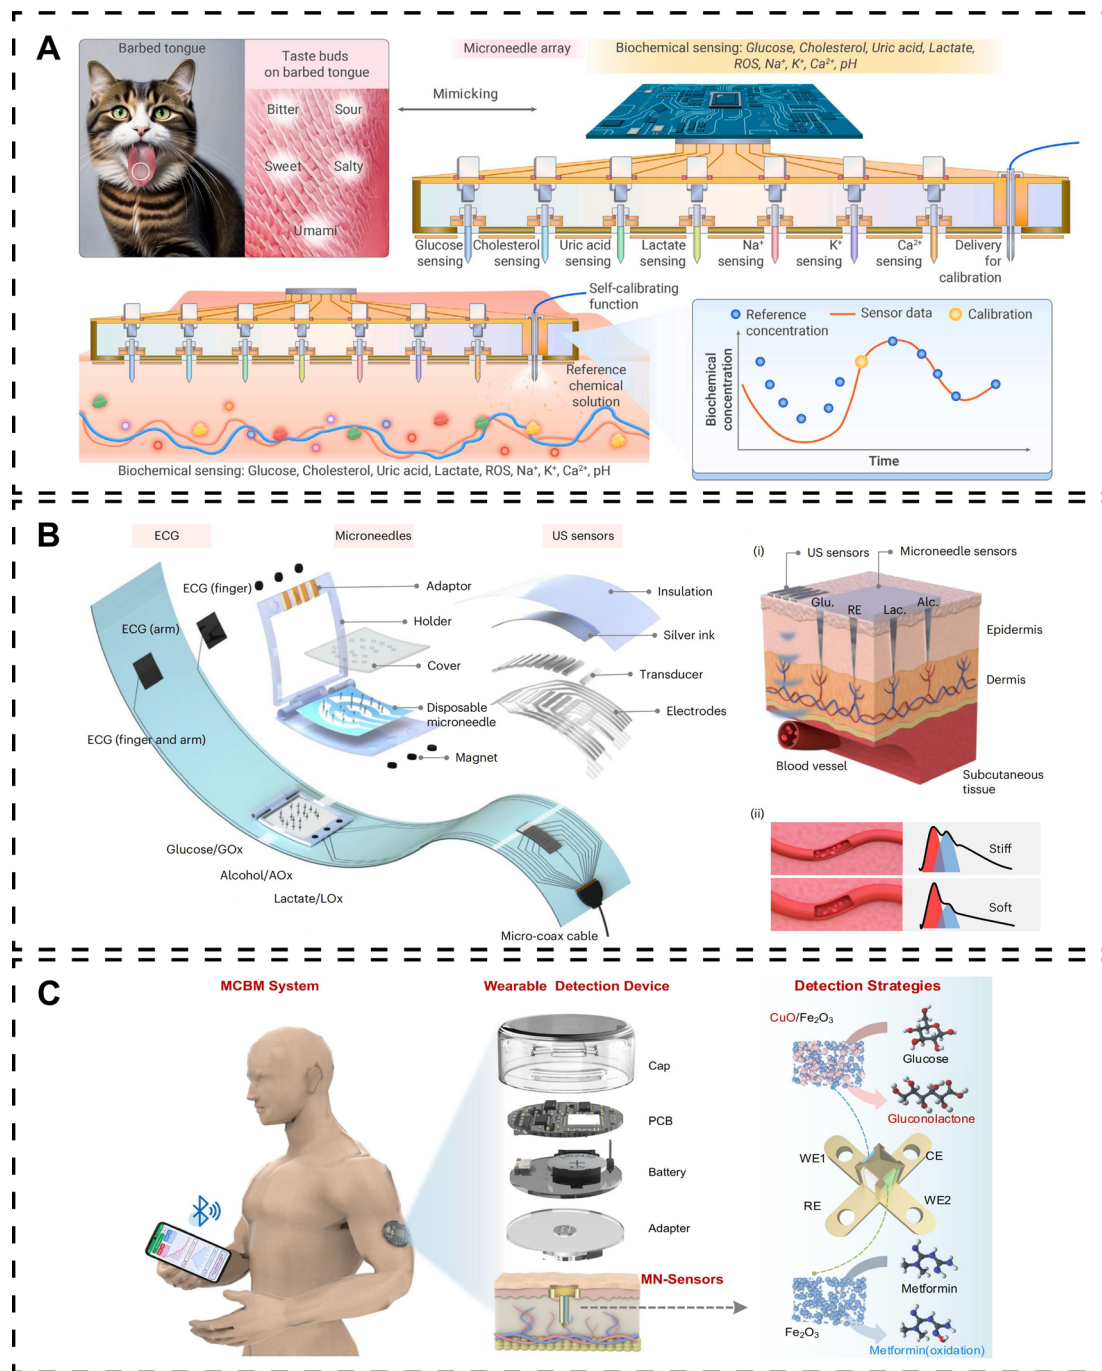 A
Barbed tongue
Taste buds
on barbed tongue
Bitter
Sour
Sweet
Salty
Umami
Mimicking
Microneedle array
Biochemical sensing: Glucose, Cholesterol, Uric acid, Lactate,
ROS, Na⁺, K⁺, Ca²⁺, pH
Glucose
sensing
Cholesterol
sensing
Uric acid
sensing
Lactate
sensing
Na⁺
sensing
K⁺
sensing
Ca²⁺
sensing
Delivery
for
calibration
Self-calibrating
function
Reference
chemical
solution
Biochemical sensing: Glucose, Cholesterol, Uric acid, Lactate, ROS, Na⁺, K⁺, Ca²⁺, pH
Reference
concentration
Sensor data
Calibration
Biochemical
concentration
Time
B
ECG
Microneedles
US sensors
ECG (finger)
ECG (arm)
ECG (finger and arm)
Adaptor
Holder
Cover
Disposable
microneedle
Magnet
Insulation
Silver ink
Transducer
Electrodes
Glucose/GOx
Alcohol/AOx
Lactate/LOx
Micro-coax cable
(i)
US sensors
Microneedle sensors
Glu.
RE
Lac.
Alc.
Epidermis
Dermis
Blood vessel
Subcutaneous
tissue
(ii)
Stiff
Soft
C
MCBM System
Wearable Detection Device
Detection Strategies
Cap
PCB
Battery
Adapter
MN-Sensors
CuO/Fe₂O₃
Glucose
Gluconolactone
WE1
CE
RE
WE2
Metformin
Fe₂O₃
Metformin(oxidation)